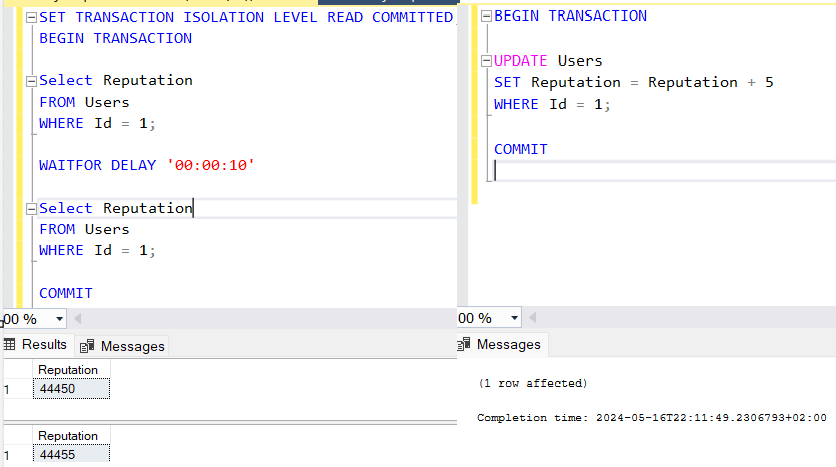 SET TRANSACTION ISOLATION LEVEL READ COMMITTED
BEGIN TRANSACTION
Select Reputation
FROM Users
WHERE Id = 1;
WAITFOR DELAY '00:00:10'
Select Reputation
FROM Users
WHERE Id = 1;
COMMIT
00 %
Results
Messages
Reputation
1 44450
Reputation
1 44455
BEGIN TRANSACTION
UPDATE Users
SET Reputation = Reputation + 5
WHERE Id = 1;
COMMIT
00 %
Messages
(1 row affected)
Completion time: 2024-05-16T22:11:49.2306793+02:00